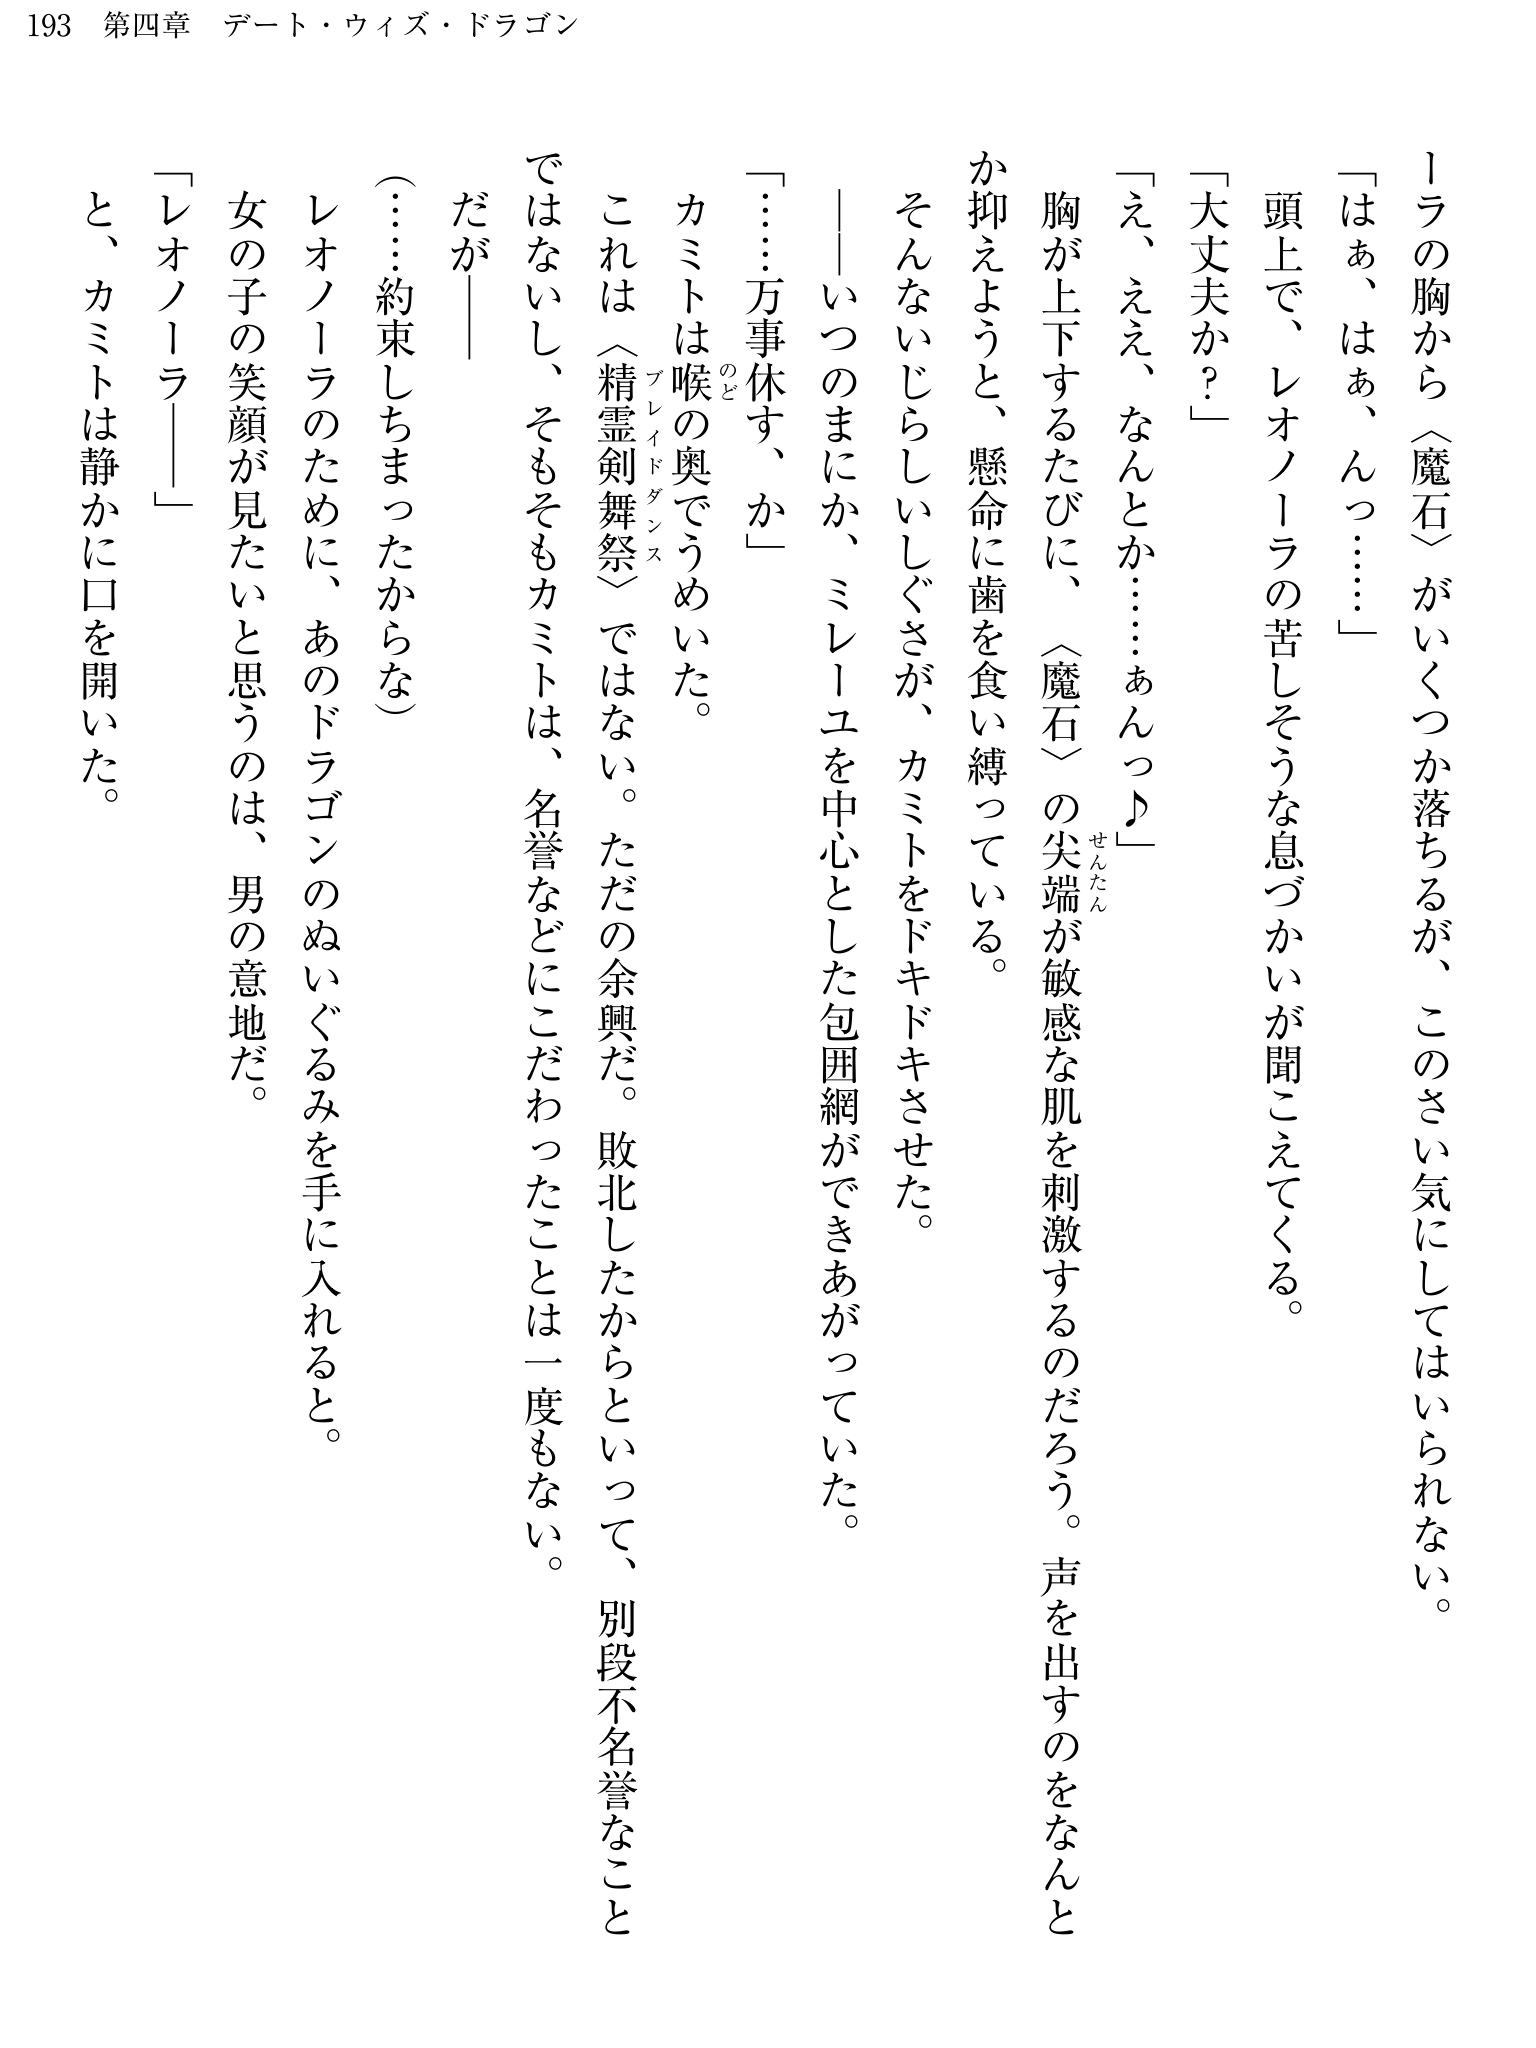 193 第四章 デート・ウィズ・ドラゴン
ーラの胸から〈魔石〉がいくつか落ちるが、このさい気にしてはいられない。
「はぁ、はぁ、んっ……」
頭上で、レオノーラの苦しそうな息づかいが聞こえてくる。
「大丈夫か？」
「え、ええ、なんとか……ぁんっ♪」
胸が上下するたびに、〈魔石〉の尖端が敏感な肌を刺激するのだろう。声を出すのをなんと
せんたん
か抑えようと、懸命に歯を食い縛っている。
そんないじらしいしぐさが、カミトをドキドキさせた。
――いつのまにか、ミレーユを中心とした包囲網ができあがっていた。
「……万事休す、か」
カミトは喉の奥でうめいた。
のど
これは〈精霊剣舞祭〉ではない。ただの余興だ。敗北したからといって、別段不名誉なこと
ブレイドダンス
ではないし、そもそもカミトは、名誉などにこだわったことは一度もない。
だが――
（……約束しちまったからな）
レオノーラのために、あのドラゴンのぬいぐるみを手に入れると。
女の子の笑顔が見たいと思うのは、男の意地だ。
「レオノーラ――」
と、カミトは静かに口を開いた。